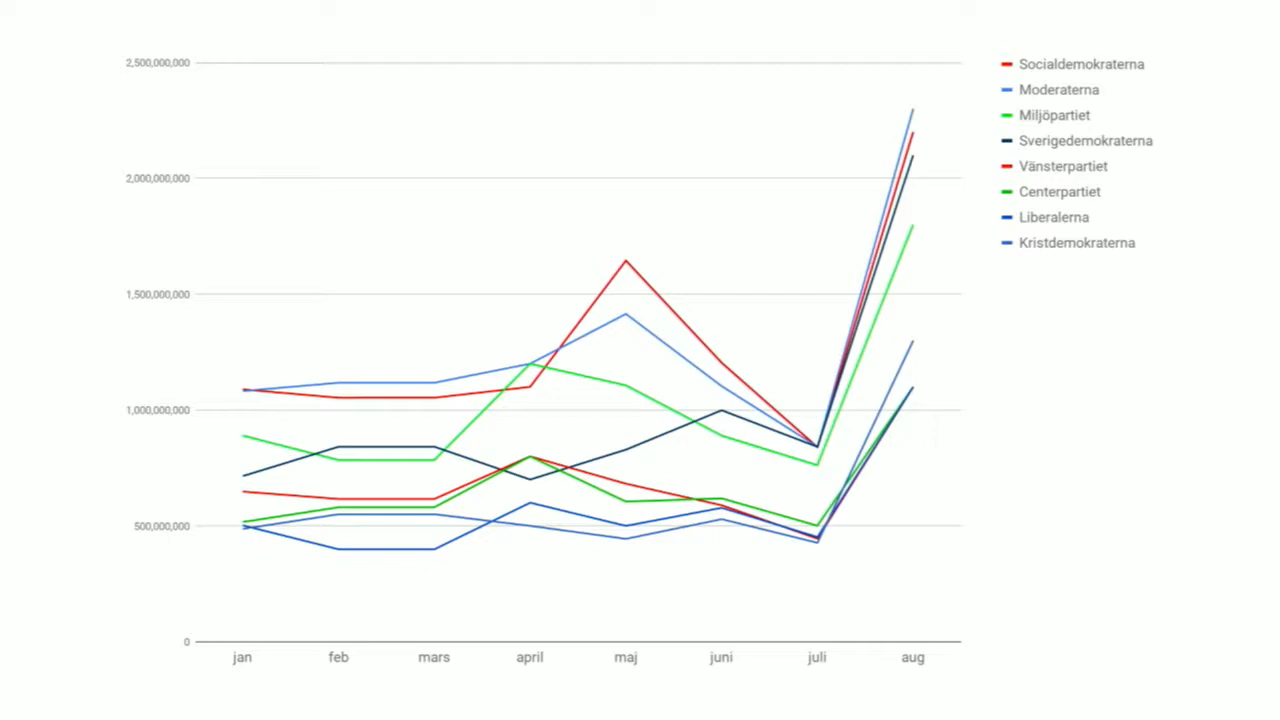 2,500,000,000
2,000,000,000
1,500,000,000
1,000,000,000
500,000,000
0
jan feb mars april maj juni juli aug
Socialdemokraterna
Moderaterna
Miljöpartiet
Sverigedemokraterna
Vänsterpartiet
Centerpartiet
Liberalerna
Kristdemokraterna